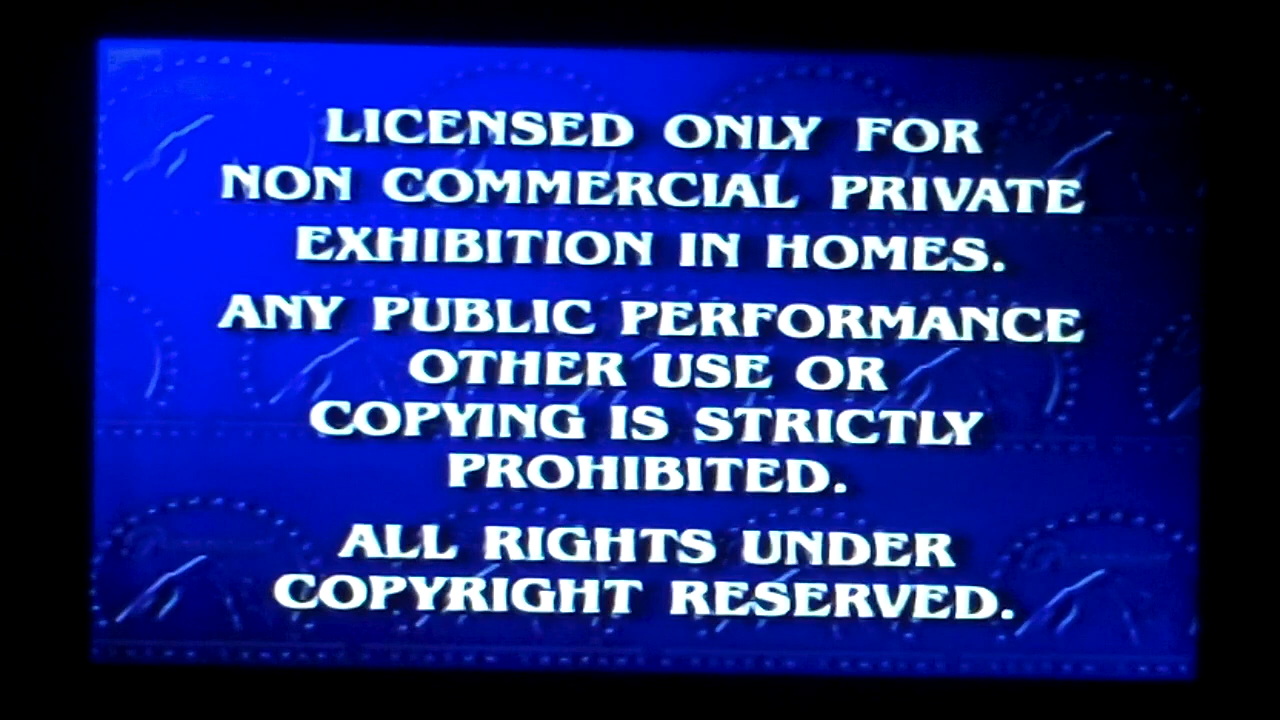 LICENSED ONLY FOR
NON COMMERCIAL PRIVATE
EXHIBITION IN HOMES.
ANY PUBLIC PERFORMANCE
OTHER USE OR
COPYING IS STRICTLY
PROHIBITED.
ALL RIGHTS UNDER
COPYRIGHT RESERVED.